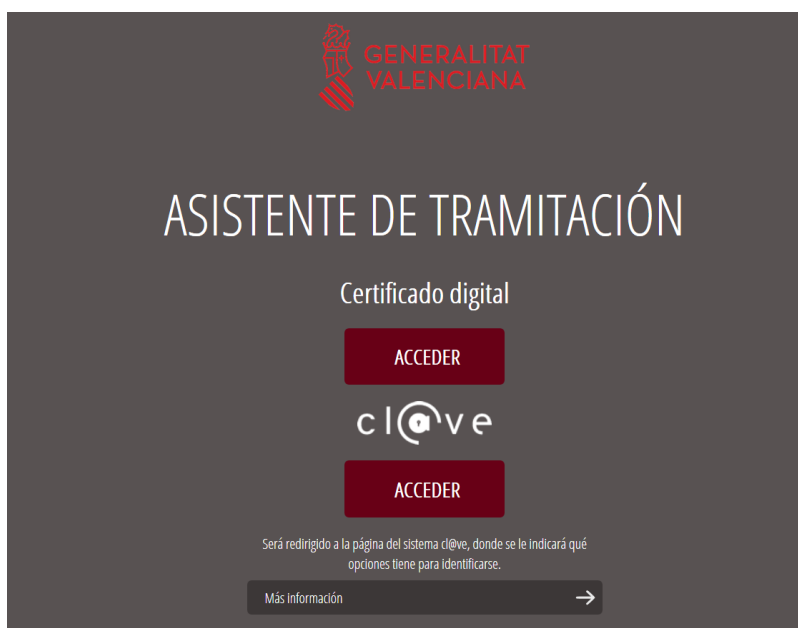 GENERALITAT
VALENCIANA
ASISTENTE DE TRAMITACIÓN
Certificado digital
ACCEDER
cl@ve
ACCEDER
Será redirigido a la página del sistema cl@ve, donde se le indicará qué
opciones tiene para identificarse.
Más información